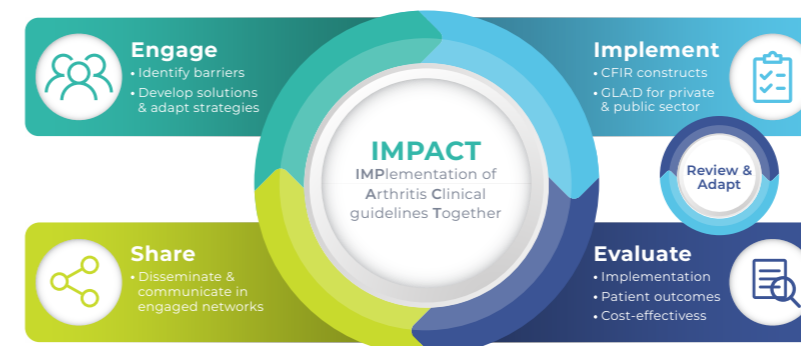 Engage
• Identify barriers
• Develop solutions
& adapt strategies
Implement
• CFIR constructs
• GLA:D for private
& public sector
IMPACT
IMPlementation of
Arthritis Clinical
guidelines Together
Review &
Adapt
Share
• Disseminate &
communicate in
engaged networks
Evaluate
• Implementation
• Patient outcomes
• Cost-effectivess